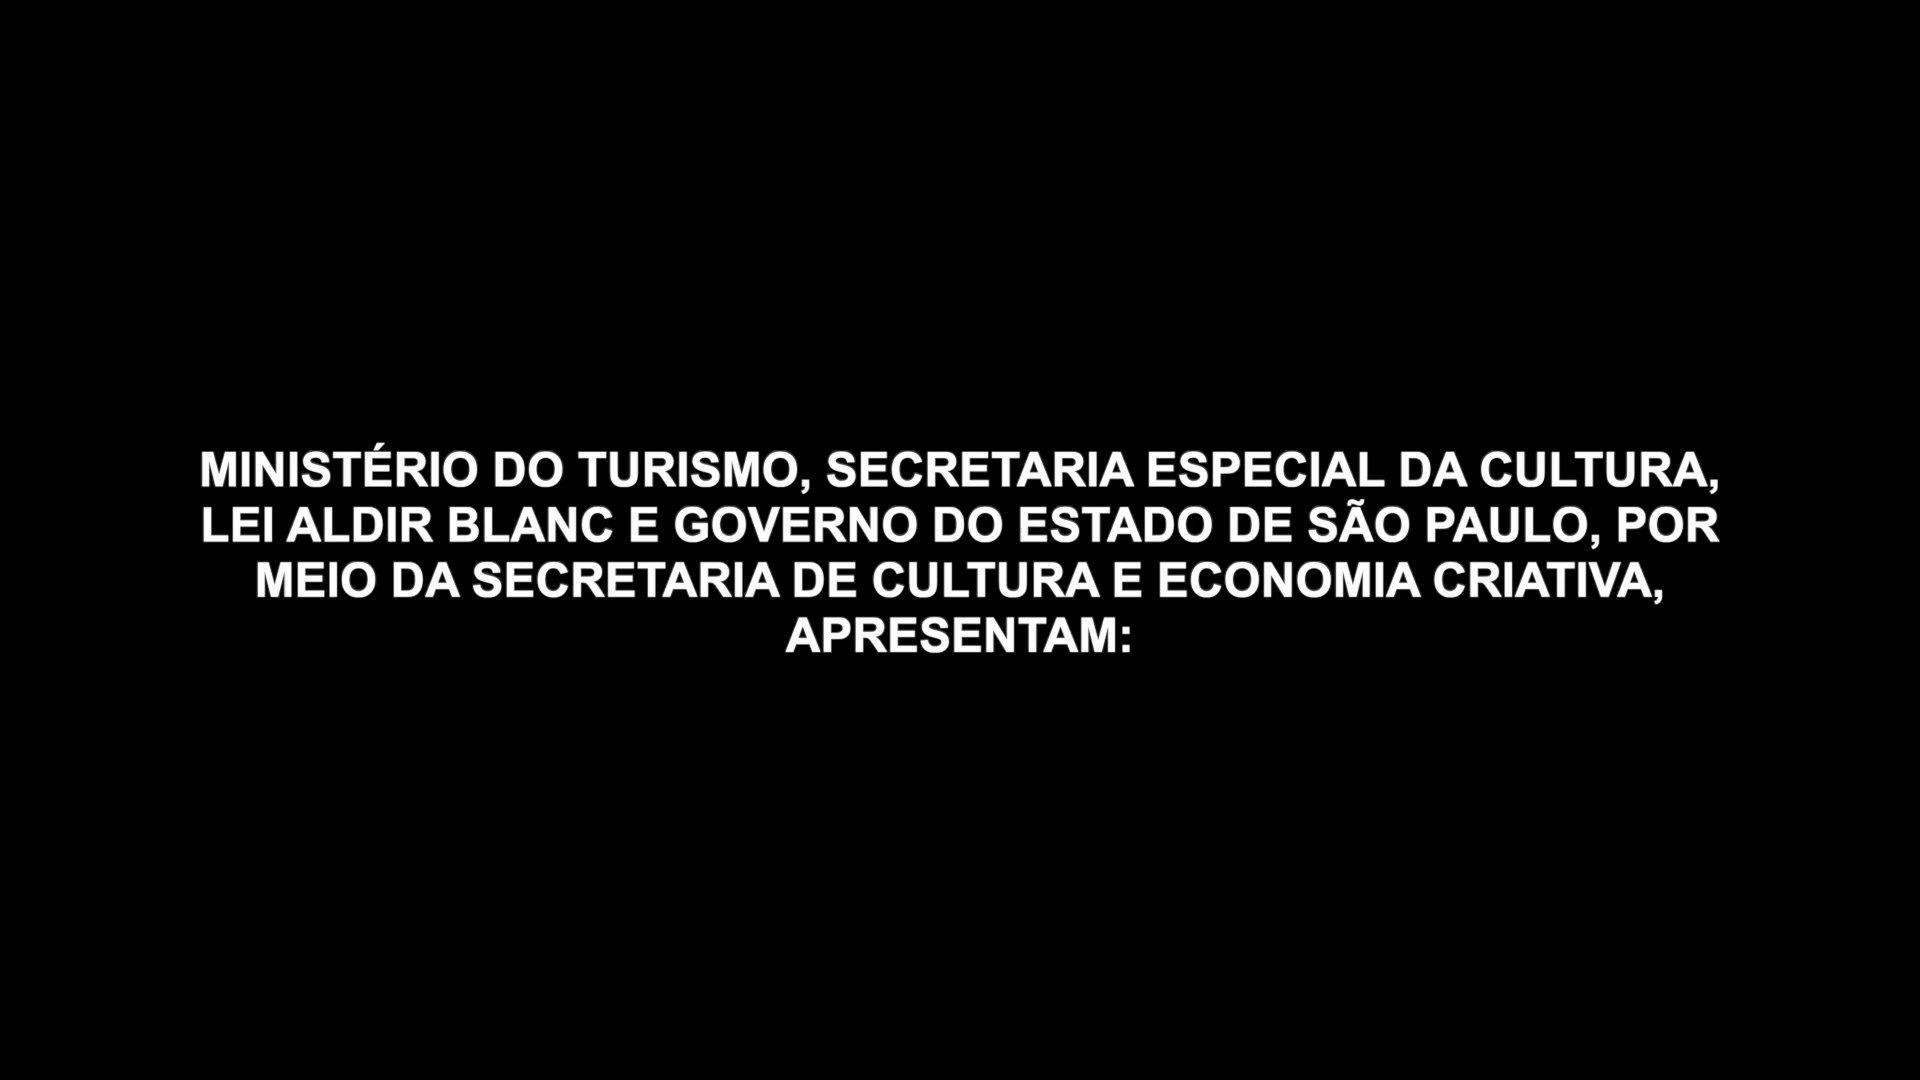 MINISTÉRIO DO TURISMO, SECRETARIA ESPECIAL DA CULTURA,
LEI ALDIR BLANC E GOVERNO DO ESTADO DE SÃO PAULO, POR
MEIO DA SECRETARIA DE CULTURA E ECONOMIA CRIATIVA,
APRESENTAM: